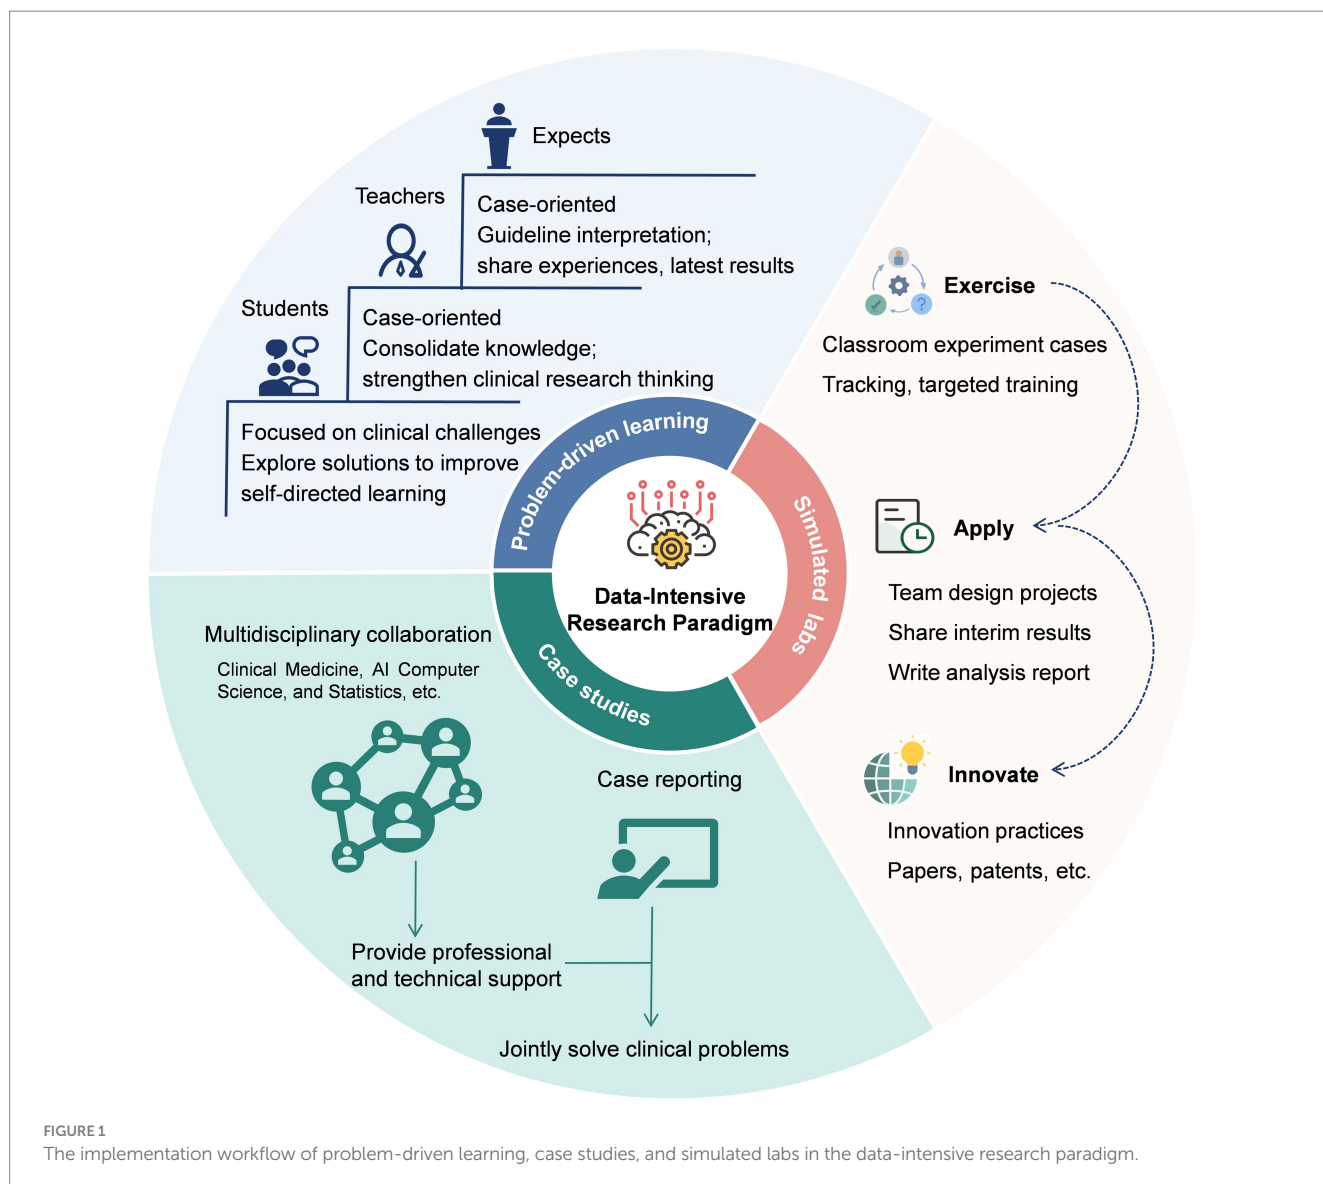 Expects
Case-oriented
Guideline interpretation;
share experiences, latest results
Teachers
Case-oriented
Consolidate knowledge;
strengthen clinical research thinking
Students
Focused on clinical challenges
Explore solutions to improve
self-directed learning
Problem-driven learning
Simulated labs
Case studies
Data-Intensive
Research Paradigm
Exercise
Classroom experiment cases
Tracking, targeted training
Apply
Team design projects
Share interim results
Write analysis report
Innovate
Innovation practices
Papers, patents, etc.
Multidisciplinary collaboration
Clinical Medicine, AI Computer
Science, and Statistics, etc.
Case reporting
Provide professional
and technical support
Jointly solve clinical problems
FIGURE 1
The implementation workflow of problem-driven learning, case studies, and simulated labs in the data-intensive research paradigm.